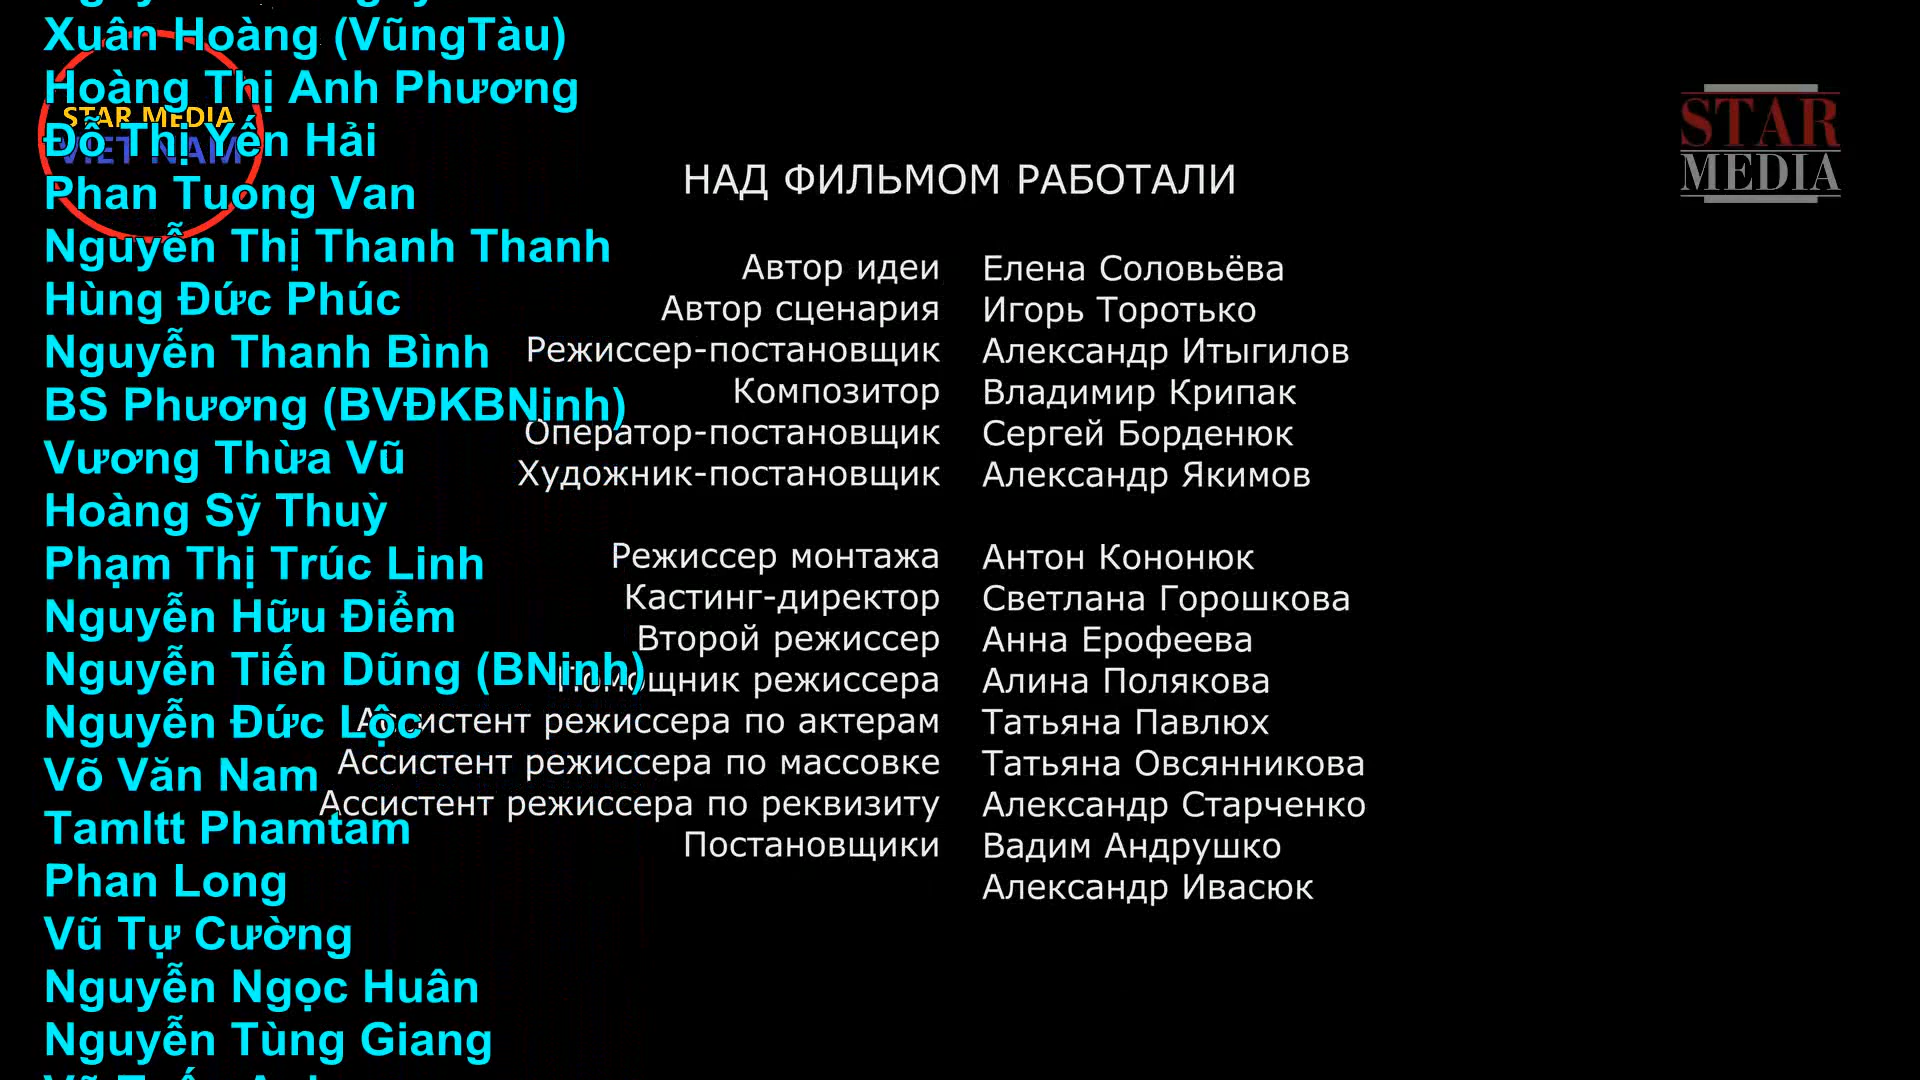 Xuân Hoàng (VũngTàu)
Hoàng Thị Anh Phương
Đỗ Thị Yến Hải
Phan Tuong Van
Nguyễn Thị Thanh Thanh
Hùng Đức Phúc
Nguyễn Thanh Bình
BS Phương (BVĐKBNinh)
Vương Thừa Vũ
Hoàng Sỹ Thuỳ
Phạm Thị Trúc Linh
Nguyễn Hữu Điểm
Nguyễn Tiến Dũng (BNinh)
Nguyễn Đức Lộc
Võ Văn Nam
Tamltt Phamtam
Phan Long
Vũ Tự Cường
Nguyễn Ngọc Huân
Nguyễn Tùng Giang
STAR MEDIA
VIET NAM
НАД ФИЛЬМОМ РАБОТАЛИ
Автор идеи Елена Соловьёва
Автор сценария Игорь Торотько
Режиссер-постановщик Александр Итыгилов
Композитор Владимир Крипак
Оператор-постановщик Сергей Борденюк
Художник-постановщик Александр Якимов
Режиссер монтажа Антон Кононюк
Кастинг-директор Светлана Горошкова
Второй режиссер Анна Ерофеева
Помощник режиссера Алина Полякова
Ассистент режиссера по актерам Татьяна Павлюх
Ассистент режиссера по массовке Татьяна Овсянникова
Ассистент режиссера по реквизиту Александр Старченко
Постановщики Вадим Андрушко
Александр Ивасюк
STAR
MEDIA